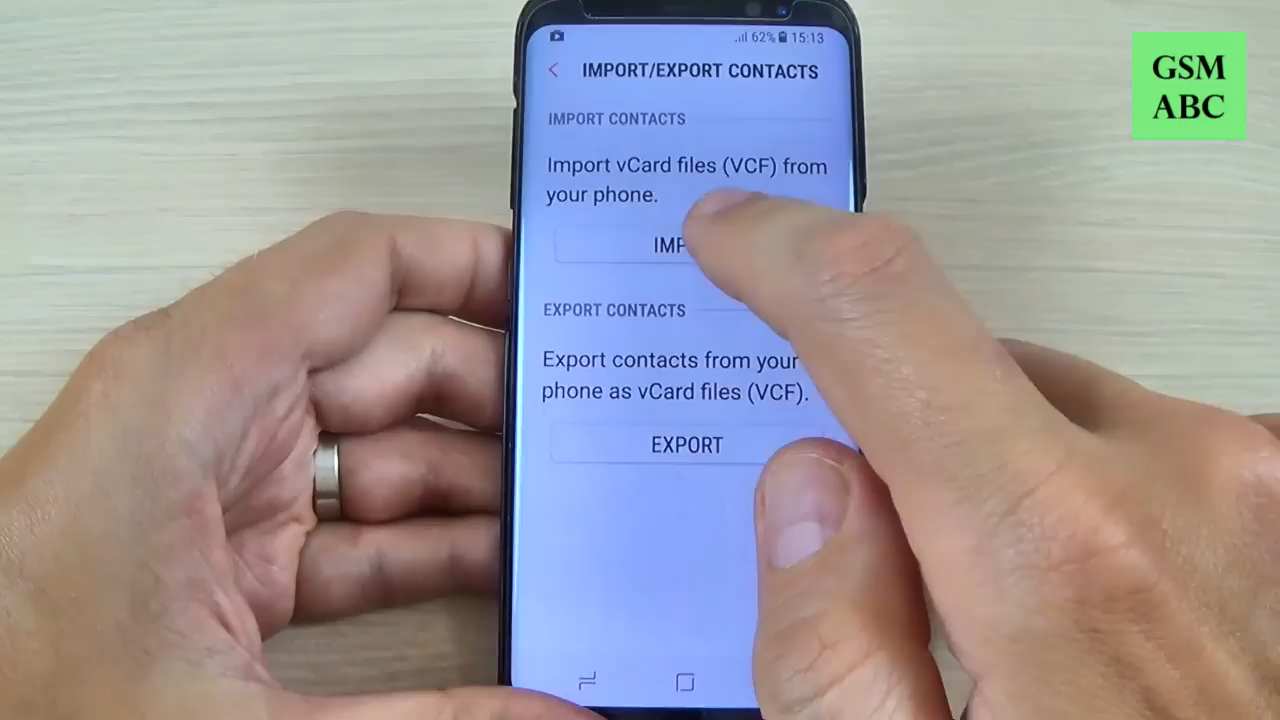 62% 15:13
IMPORT/EXPORT CONTACTS
IMPORT CONTACTS
Import vCard files (VCF) from
your phone.
EXPORT CONTACTS
Export contacts from your
phone as vCard files (VCF).
EXPORT
GSM
ABC